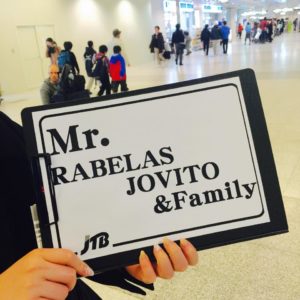 Mr.
RABELAS
JOVITO
&Family
JTB